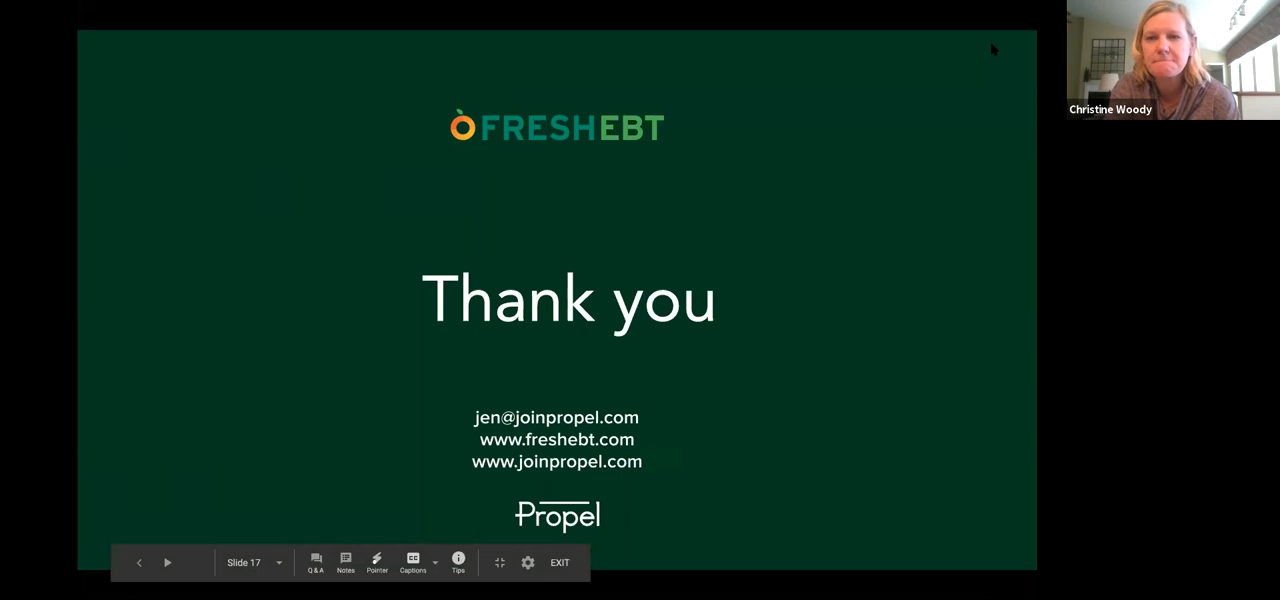 FRESHEBT
Thank you
jen@joinpropel.com
www.freshebt.com
www.joinpropel.com
Propel
Slide 17
Q & A
Notes
Pointer
CC
Captions
Tips
EXIT
Christine Woody